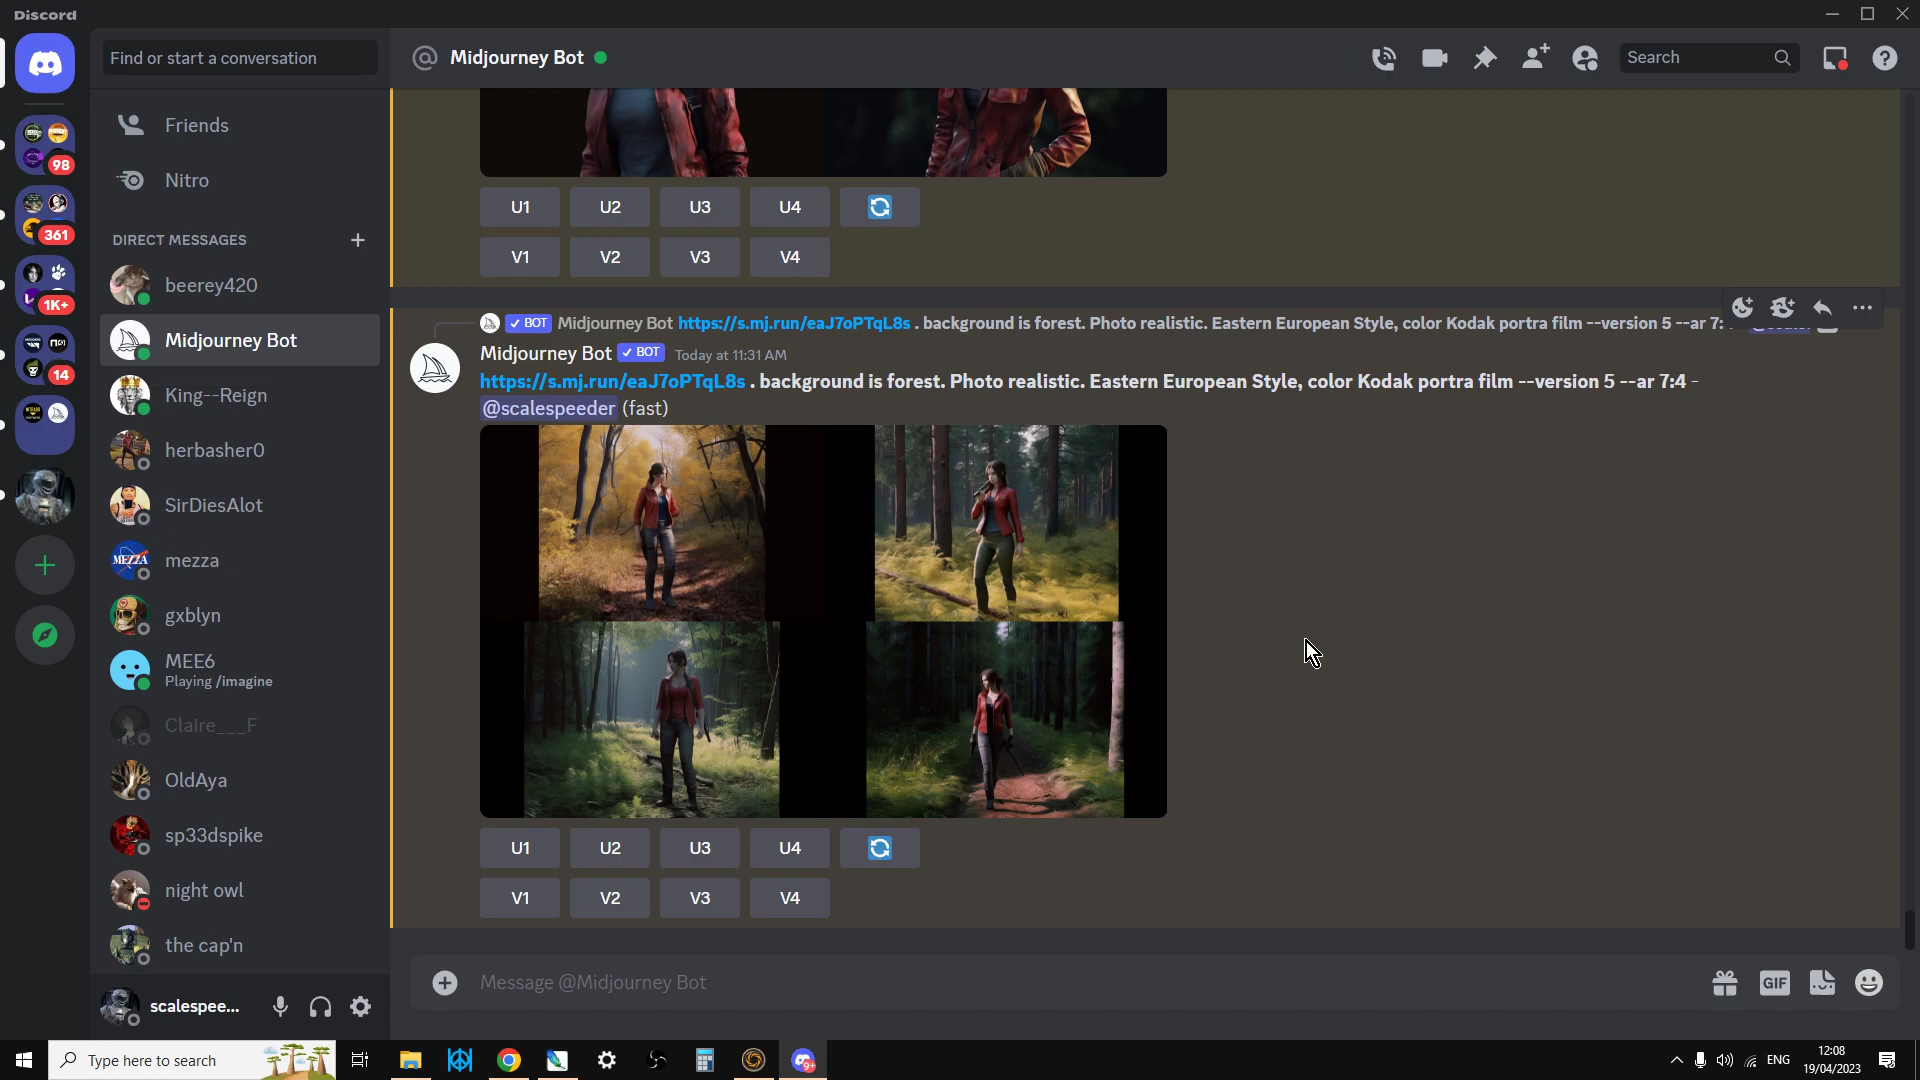 Discord
Find or start a conversation
Midjourney Bot
Search
98
361
1K+
14
Friends
Nitro
DIRECT MESSAGES
beerey420
Midjourney Bot
King--Reign
herbasher0
SirDiesAlot
MEZZA
mezza
gxblyn
MEE6
Playing /imagine
Claire___F
OldAya
sp33dspike
night owl
the cap'n
scalespee...
U1 U2 U3 U4
V1 V2 V3 V4
BOT Midjourney Bot https://s.mj.run/eaJ7oPTqL8s . background is forest. Photo realistic. Eastern European Style, color Kodak portra film --version 5 --ar 7:
Midjourney Bot BOT Today at 11:31 AM
https://s.mj.run/eaJ7oPTqL8s . background is forest. Photo realistic. Eastern European Style, color Kodak portra film --version 5 --ar 7:4 -
@scalespeeder (fast)
U1 U2 U3 U4
V1 V2 V3 V4
Message @Midjourney Bot
GIF
Type here to search
9+
ENG
12:08
19/04/2023